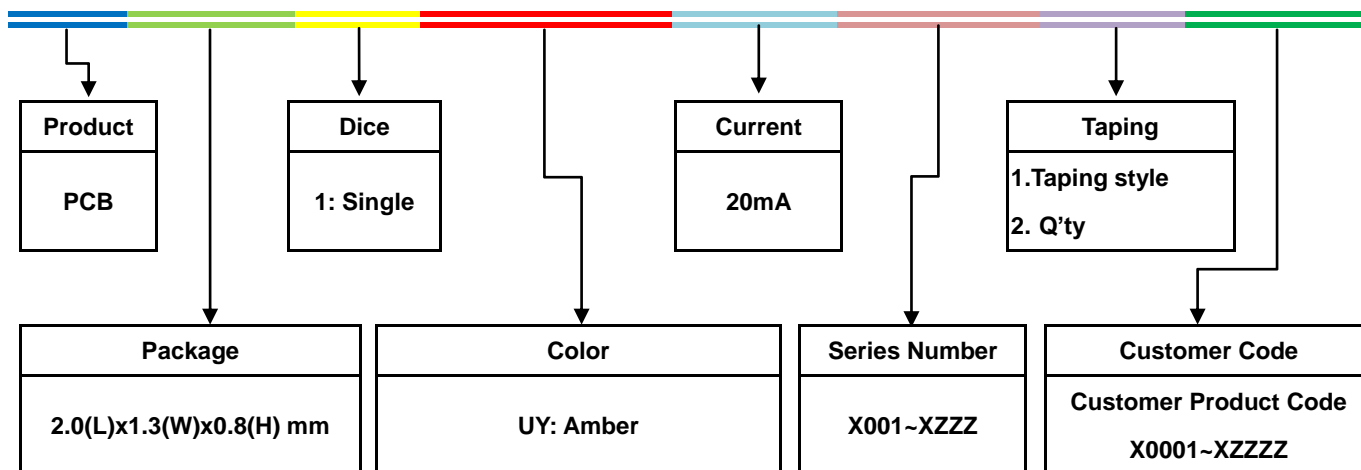 Product
PCB
Dice
1: Single
Current
20mA
Taping
1.Taping style
2. Q’ty
Package
2.0(L)x1.3(W)x0.8(H) mm
Color
UY: Amber
Series Number
X001~XZZZ
Customer Code
Customer Product Code
X0001~XZZZZ